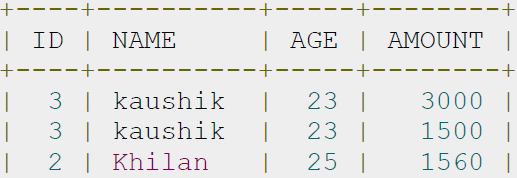 +----+----------+-----+--------+
| ID | NAME     | AGE | AMOUNT |
+----+----------+-----+--------+
|  3 | kaushik  |  23 |   3000 |
|  3 | kaushik  |  23 |   1500 |
|  2 | Khilan   |  25 |   1560 |